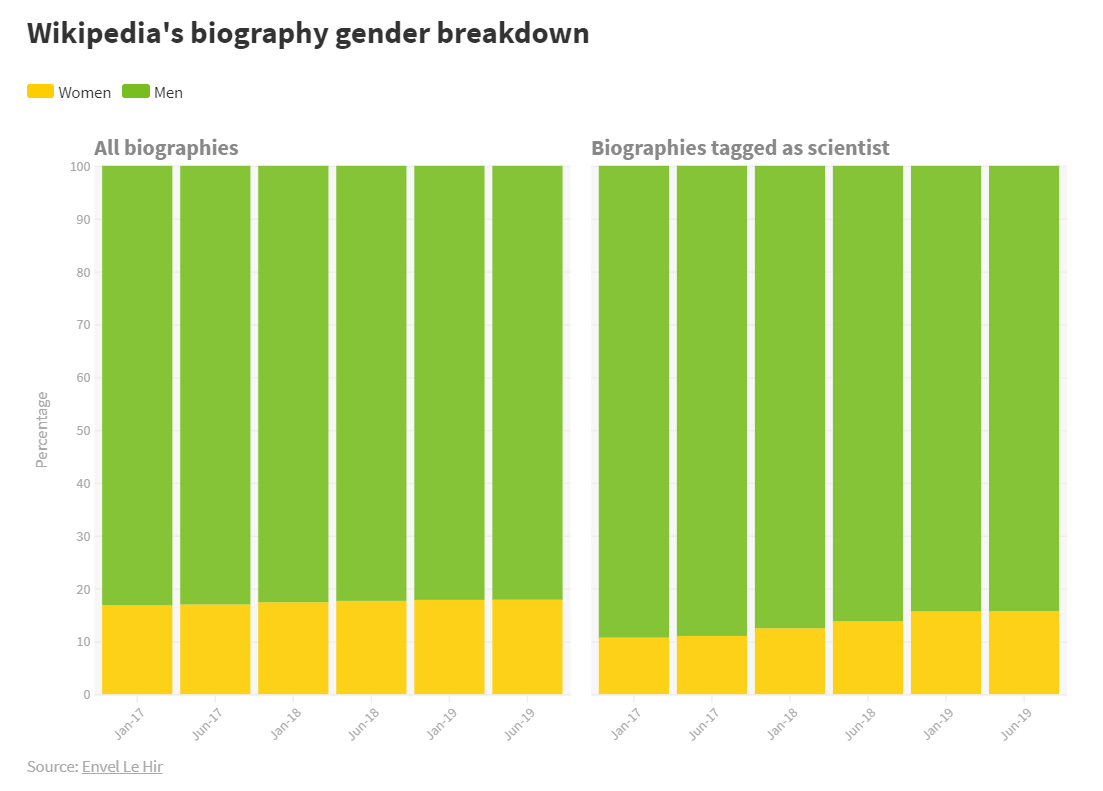 Wikipedia's biography gender breakdown
Women Men
All biographies
Biographies tagged as scientist
Percentage
100
90
80
70
60
50
40
30
20
10
0
Jan-17 Jun-17 Jan-18 Jun-18 Jan-19 Jun-19
Jan-17 Jun-17 Jan-18 Jun-18 Jan-19 Jun-19
Source: Envel Le Hir